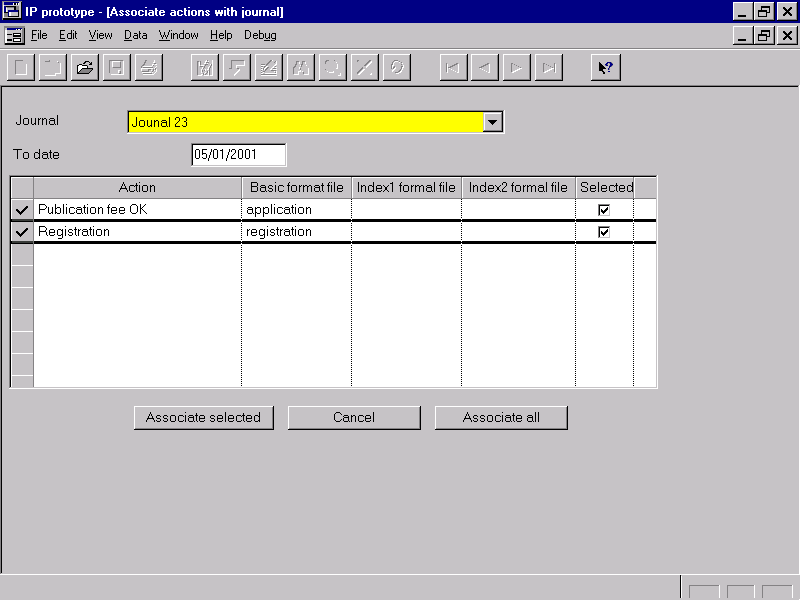 IP prototype - [Associate actions with journal]
File Edit View Data Window Help Debug
?
Journal Jounal 23
To date 05/01/2001
Action Basic format file Index1 formal file Index2 formal file Selected
Publication fee OK application
Registration registration
Associate selected Cancel Associate all